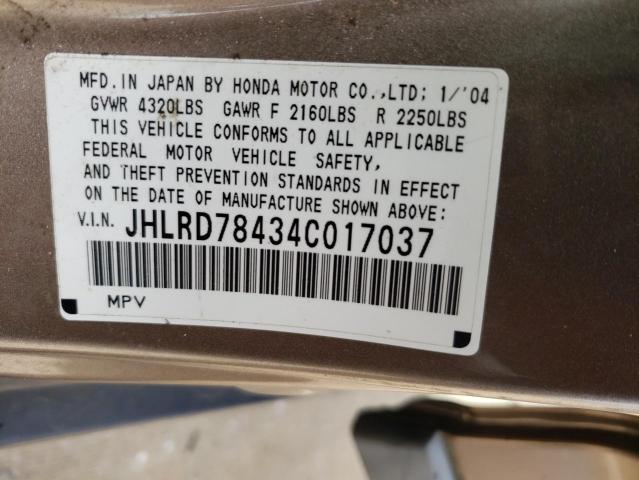 MFD. IN JAPAN BY HONDA MOTOR CO.,LTD; 1/'04
GVWR 4320LBS GAWR F 2160LBS R 2250LBS
THIS VEHICLE CONFORMS TO ALL APPLICABLE
FEDERAL MOTOR VEHICLE SAFETY,
AND THEFT PREVENTION STANDARDS IN EFFECT
ON THE DATE OF MANUFACTURE SHOWN ABOVE:
V.I.N. JHLRD78434C017037
MPV